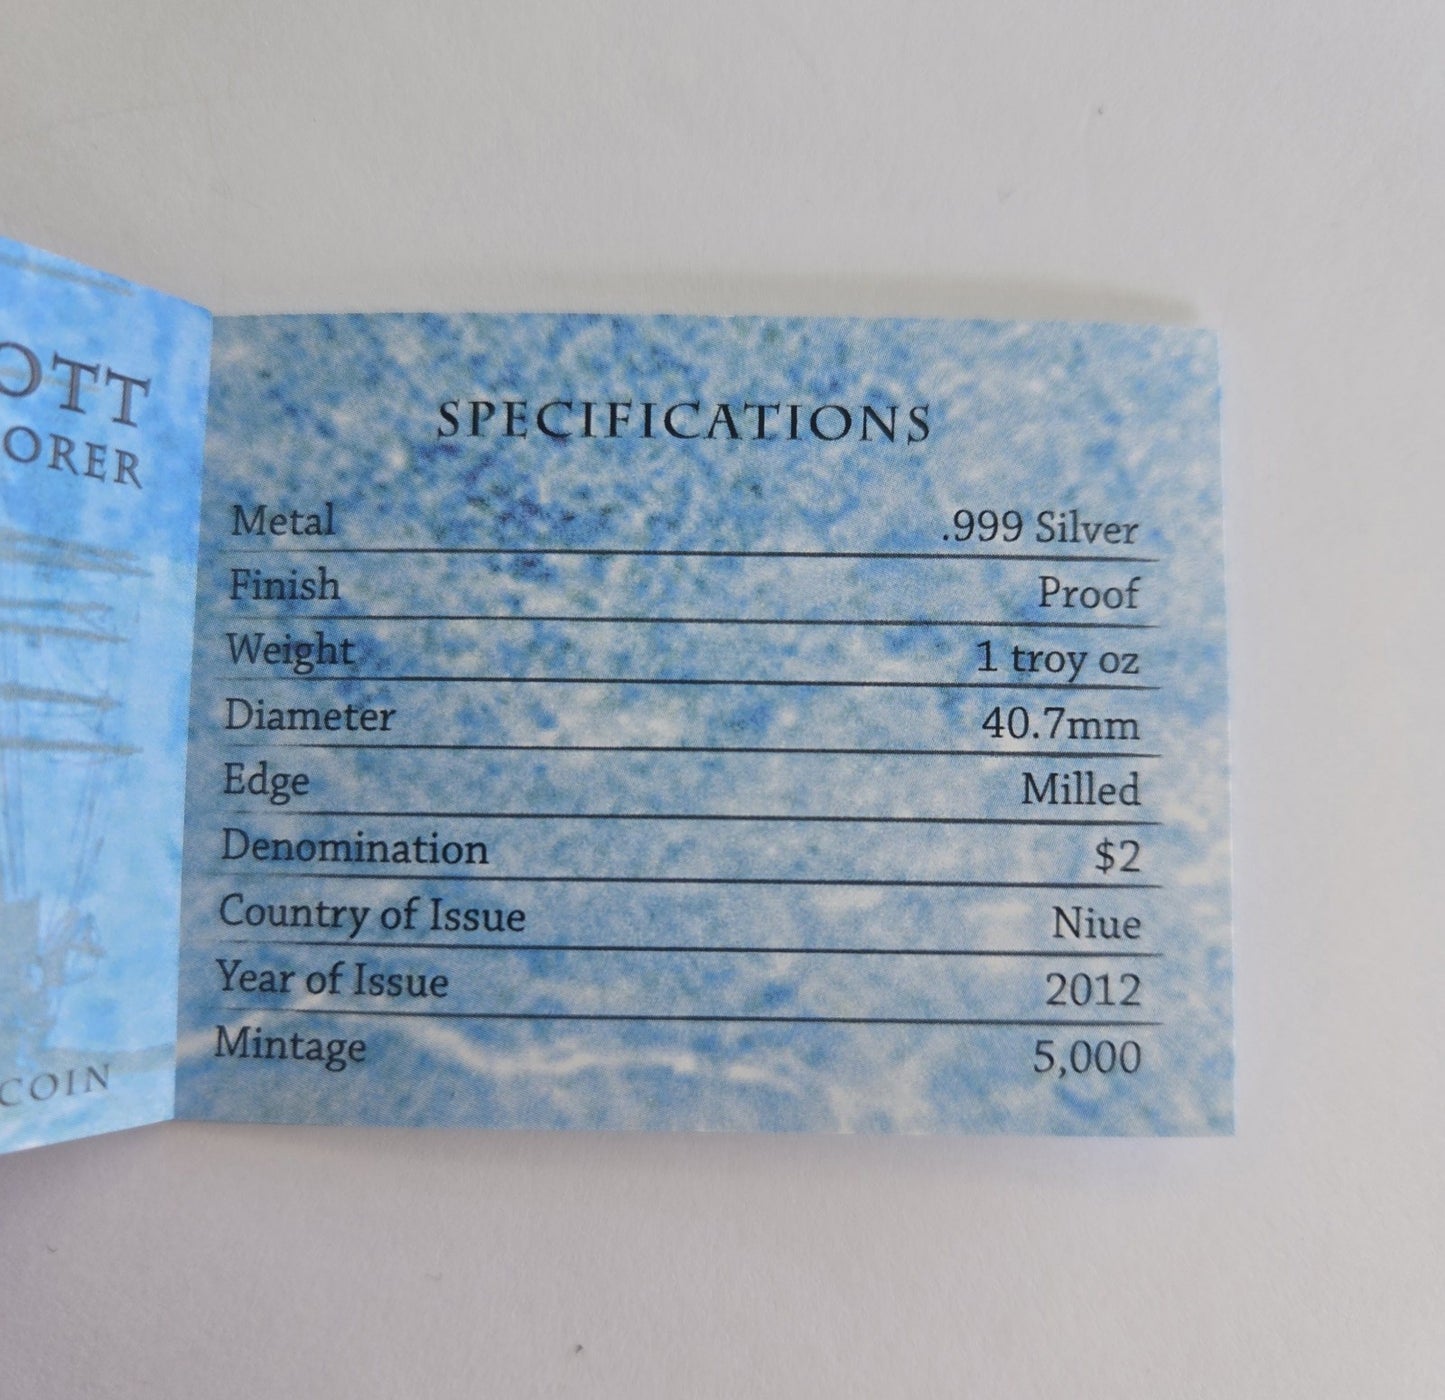 OTT
ORER
COIN
SPECIFICATIONS
Metal .999 Silver
Finish Proof
Weight 1 troy oz
Diameter 40.7mm
Edge Milled
Denomination $2
Country of Issue Niue
Year of Issue 2012
Mintage 5,000